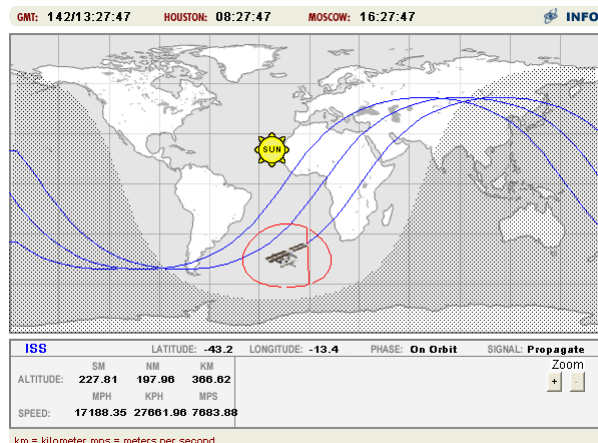 GMT: 142/13:27:47 HOUSTON: 08:27:47 MOSCOW: 16:27:47 INFO
SUN
ISS LATITUDE: -43.2 LONGITUDE: -13.4 PHASE: On Orbit SIGNAL: Propagate
SM NM KM Zoom
ALTITUDE: 227.81 197.96 366.62 + -
MPH KPH MPS
SPEED: 17188.35 27661.96 7683.88
km = kilometer mps = meters per second